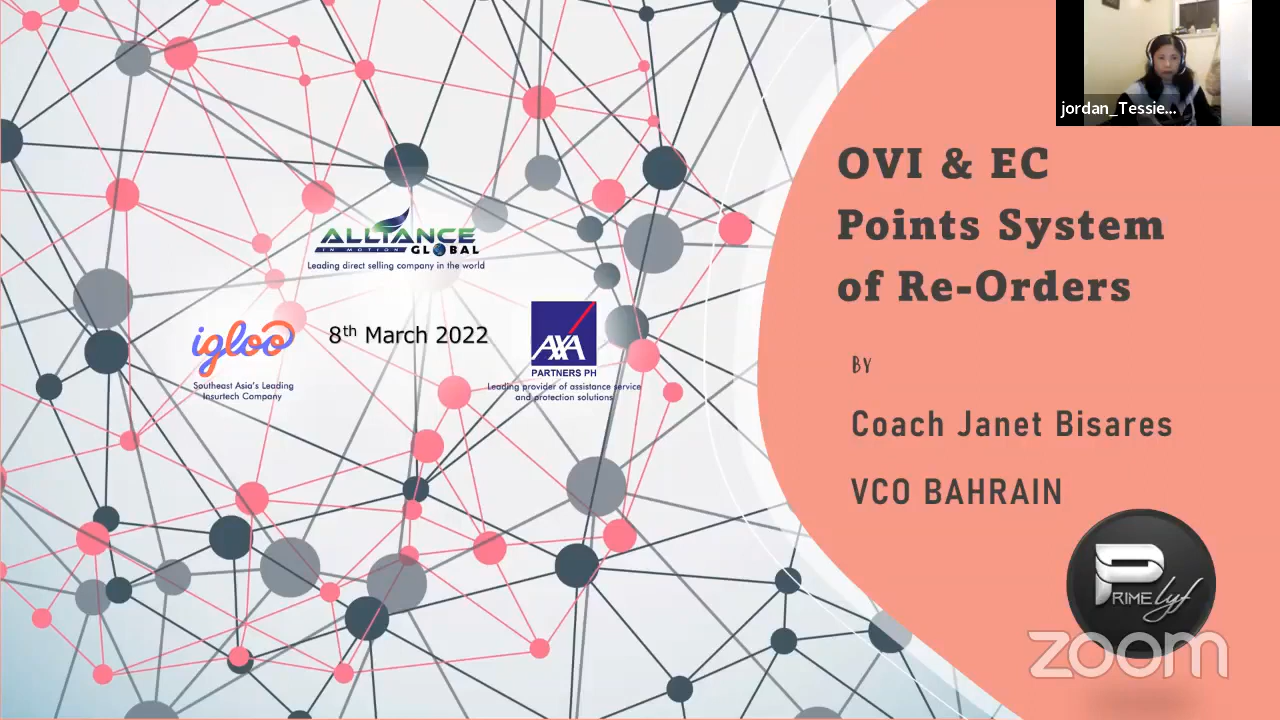 jordan_Tessie...
OVI & EC
Points System
of Re-Orders
By
Coach Janet Bisares
VCO BAHRAIN
ALLIANCE
IN MOTION GLOBAL
Leading direct selling company in the world
8th March 2022
igloo
Southeast Asia's Leading
Insurtech Company
AXA
PARTNERS PH
Leading provider of assistance service
and protection solutions
PRIME lyf
zoom